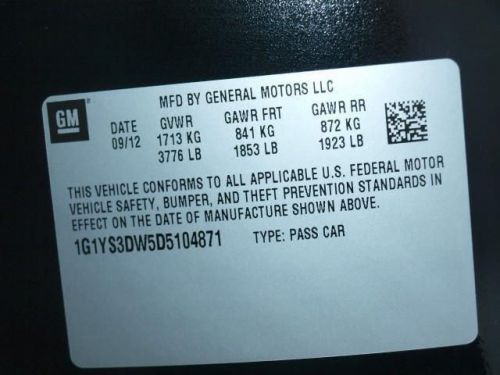 GM
MFD BY GENERAL MOTORS LLC
DATE GVWR GAWR FRT GAWR RR
09/12 1713 KG 841 KG 872 KG
3776 LB 1853 LB 1923 LB
THIS VEHICLE CONFORMS TO ALL APPLICABLE U.S. FEDERAL MOTOR
VEHICLE SAFETY, BUMPER, AND THEFT PREVENTION STANDARDS IN
EFFECT ON THE DATE OF MANUFACTURE SHOWN ABOVE.
1G1YS3DW5D5104871 TYPE: PASS CAR